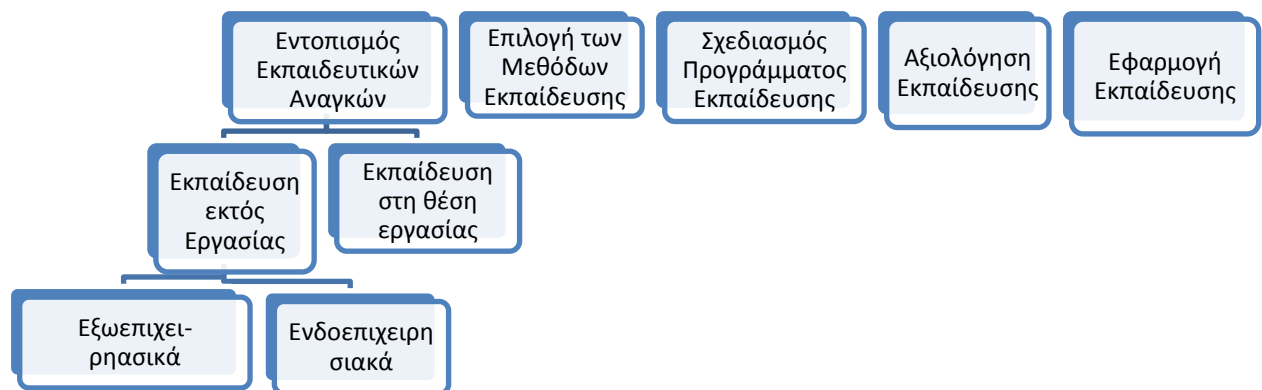 Εντοπισμός
Εκπαιδευτικών
Αναγκών
Επιλογή των
Μεθόδων
Εκπαίδευσης
Σχεδιασμός
Προγράμματος
Εκπαίδευσης
Αξιολόγηση
Εκπαίδευσης
Εφαρμογή
Εκπαίδευσης
Εκπαίδευση
εκτός
Εργασίας
Εκπαίδευση
στη θέση
εργασίας
Εξωεπιχει-
ρηασικά
Ενδοεπιχειρη
σιακά